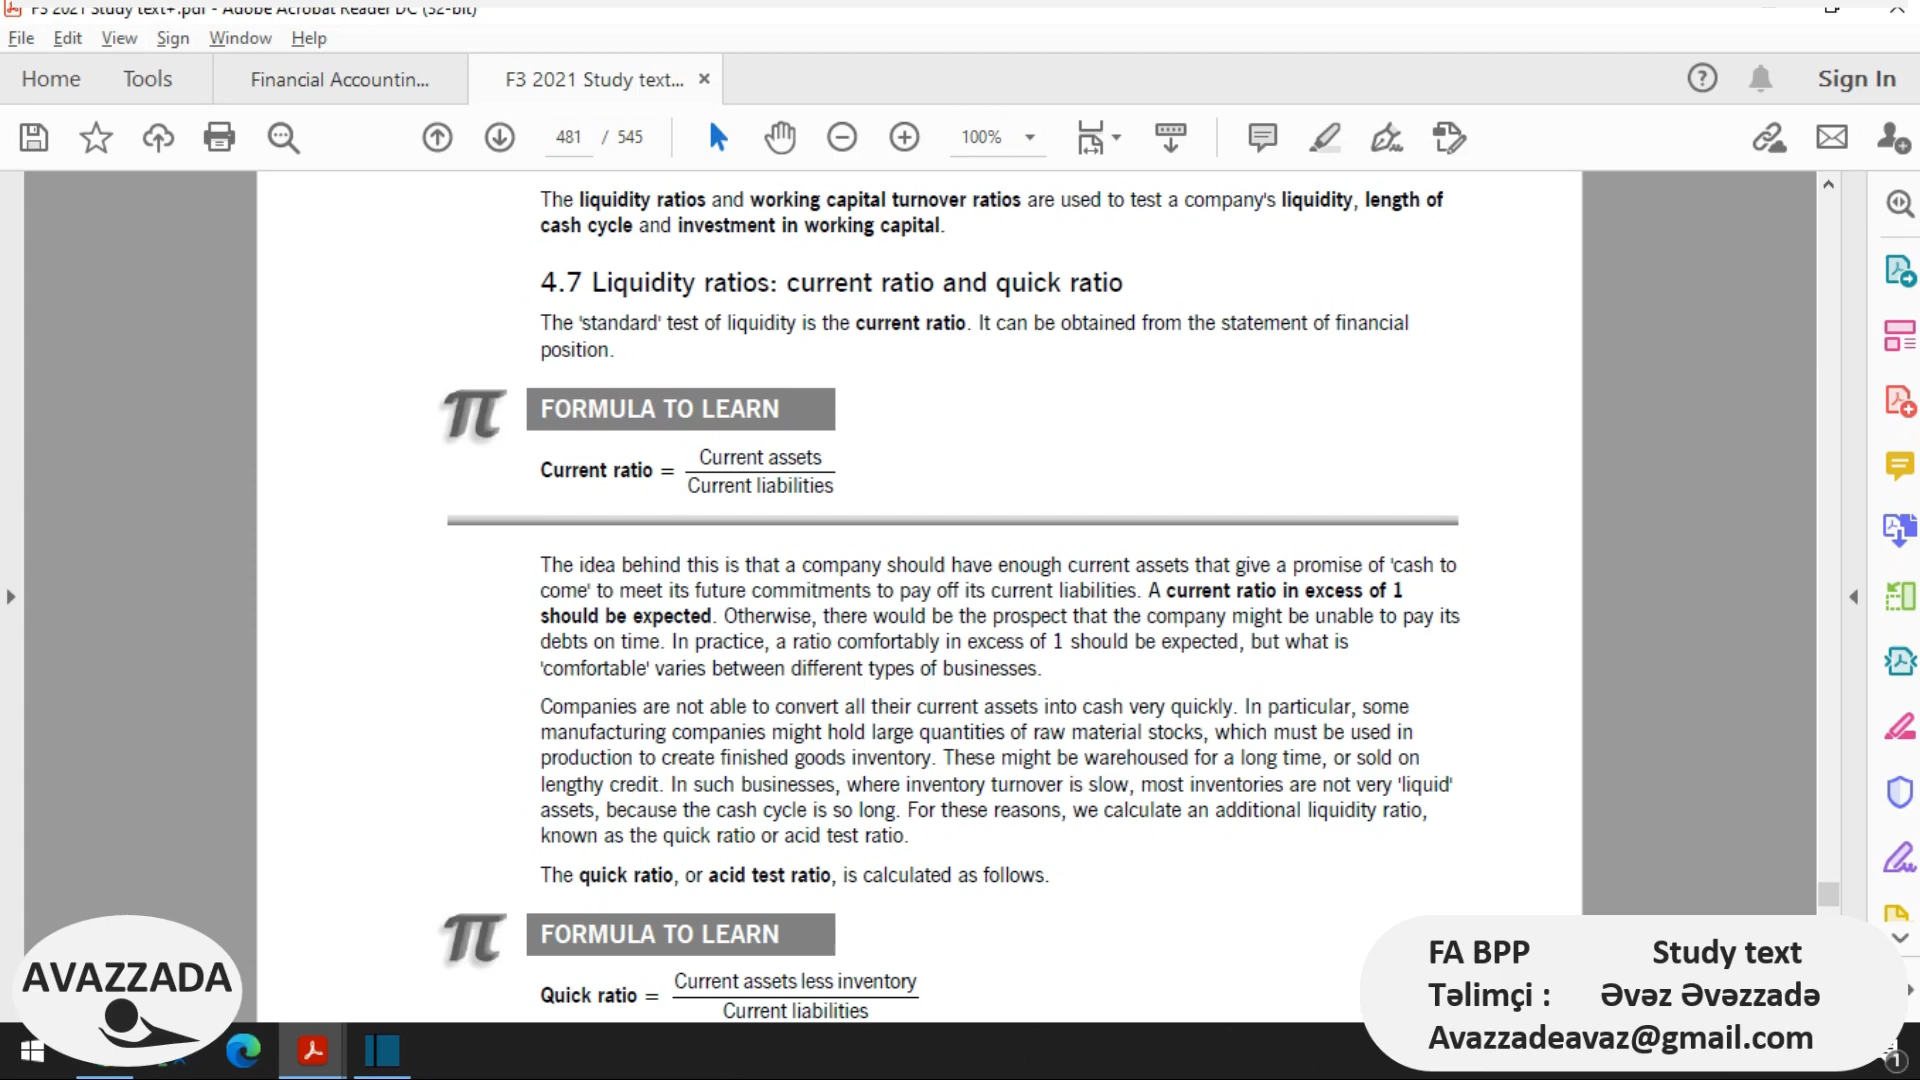 F3 2021 Study text+.pdf - Adobe Acrobat Reader DC (32-bit)
File Edit View Sign Window Help
Home Tools Financial Accountin... F3 2021 Study text... × Sign In
481 / 545 100%
The liquidity ratios and working capital turnover ratios are used to test a company's liquidity, length of
cash cycle and investment in working capital.
4.7 Liquidity ratios: current ratio and quick ratio
The 'standard' test of liquidity is the current ratio. It can be obtained from the statement of financial
position.
π FORMULA TO LEARN
Current ratio = Current assets
Current liabilities
The idea behind this is that a company should have enough current assets that give a promise of 'cash to
come' to meet its future commitments to pay off its current liabilities. A current ratio in excess of 1
should be expected. Otherwise, there would be the prospect that the company might be unable to pay its
debts on time. In practice, a ratio comfortably in excess of 1 should be expected, but what is
'comfortable' varies between different types of businesses.
Companies are not able to convert all their current assets into cash very quickly. In particular, some
manufacturing companies might hold large quantities of raw material stocks, which must be used in
production to create finished goods inventory. These might be warehoused for a long time, or sold on
lengthy credit. In such businesses, where inventory turnover is slow, most inventories are not very 'liquid'
assets, because the cash cycle is so long. For these reasons, we calculate an additional liquidity ratio,
known as the quick ratio or acid test ratio.
The quick ratio, or acid test ratio, is calculated as follows.
π FORMULA TO LEARN
Quick ratio = Current assets less inventory
Current liabilities
AVAZZADA
FA BPP Study text
Təlimçi : Əvəz Əvəzzadə
Avazzadeavaz@gmail.com
1